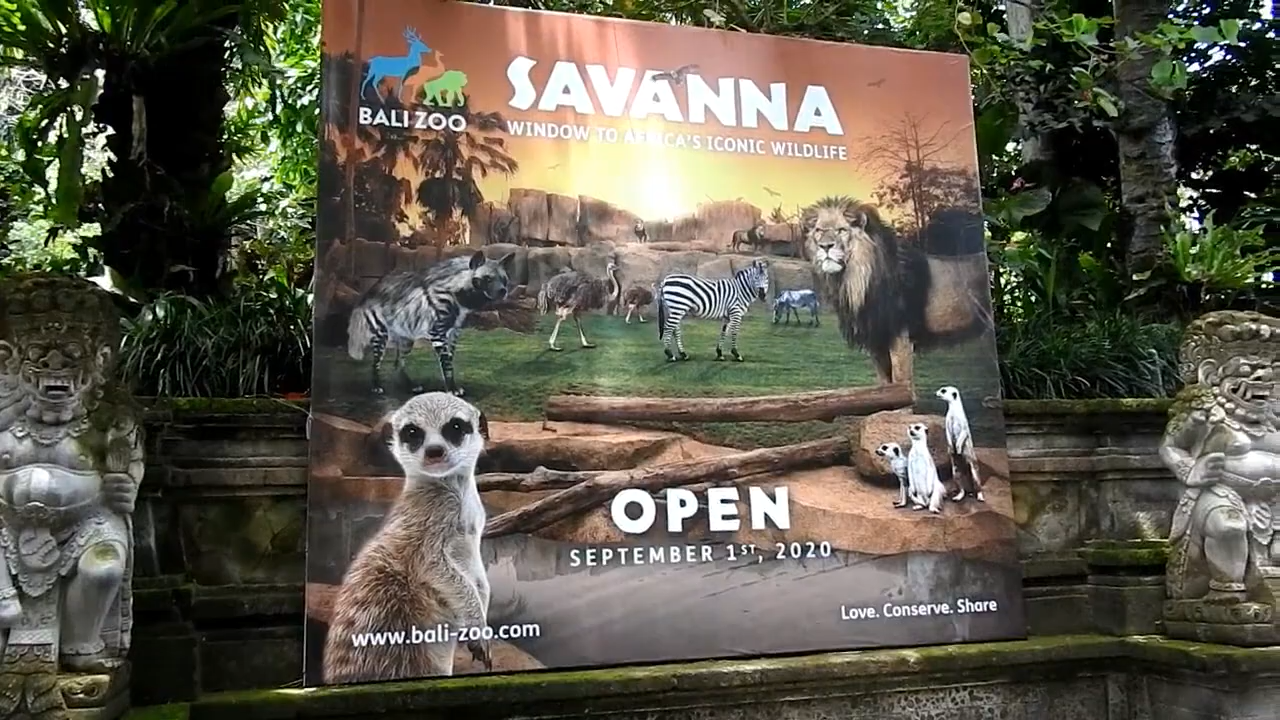 BALI ZOO
SAVANNA
WINDOW TO AFRICA'S ICONIC WILDLIFE
OPEN
SEPTEMBER 1ST, 2020
Love. Conserve. Share
www.bali-zoo.com